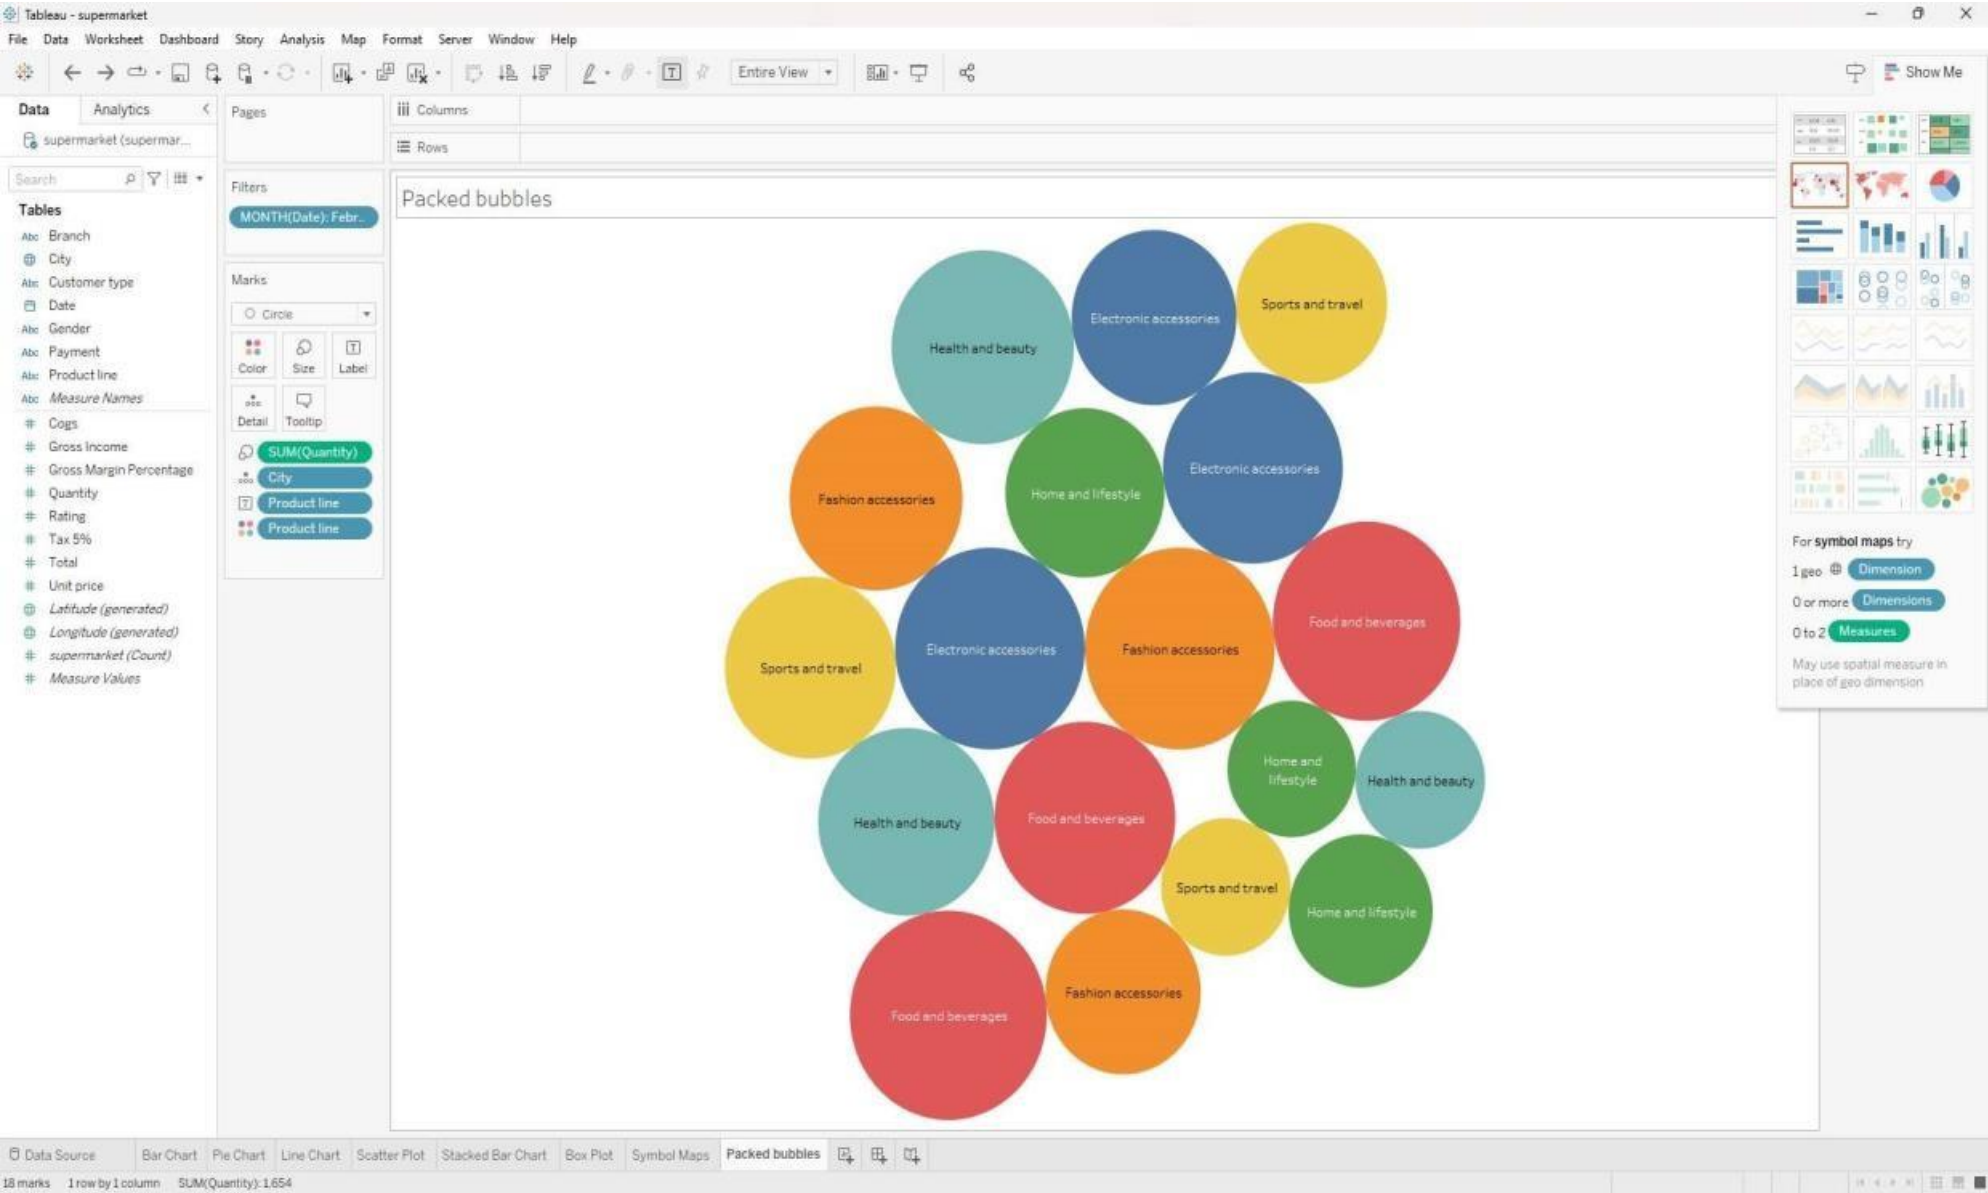 Tableau - supermarket
File Data Worksheet Dashboard Story Analysis Map Format Server Window Help
Entire View
Show Me
Data Analytics
supermarket (supermar...
Search
Tables
Abc Branch
City
Abc Customer type
Date
Abc Gender
Abc Payment
Abc Product line
Abc Measure Names
# Cogs
# Gross Income
# Gross Margin Percentage
# Quantity
# Rating
# Tax 5%
# Total
# Unit price
Latitude (generated)
Longitude (generated)
# supermarket (Count)
# Measure Values
Pages
Filters
MONTH(Date): Febr..
Marks
Circle
Color Size Label
Detail Tooltip
SUM(Quantity)
City
Product line
Product line
Columns
Rows
Packed bubbles
Sports and travel
Electronic accessories
Health and beauty
Electronic accessories
Home and lifestyle
Fashion accessories
Food and beverages
Electronic accessories
Fashion accessories
Sports and travel
Home and
lifestyle
Health and beauty
Food and beverages
Health and beauty
Sports and travel
Home and lifestyle
Fashion accessories
Food and beverages
For symbol maps try
1 geo Dimension
0 or more Dimensions
0 to 2 Measures
May use spatial measure in
place of geo dimension
Data Source Bar Chart Pie Chart Line Chart Scatter Plot Stacked Bar Chart Box Plot Symbol Maps Packed bubbles
18 marks 1 row by 1 column SUM(Quantity): 1,654